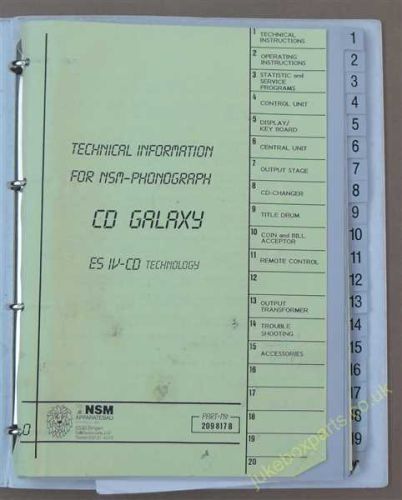 TECHNICAL INFORMATION
FOR NSM-PHONOGRAPH
CD GALAXY
ES IV-CD TECHNOLOGY
NSM
APPARATEBAU
PART-No
209 817 8
1 TECHNICAL
INSTRUCTIONS
2 OPERATING
INSTRUCTIONS
3 STATISTIC and
SERVICE
PROGRAMS
4 CONTROL UNIT
5 DISPLAY/
KEY BOARD
6 CENTRAL UNIT
7 OUTPUT STAGE
8 CD-CHANGER
9 TITLE DRUM
10 COIN and BILL
ACCEPTOR
11 REMOTE CONTROL
12
13 OUTPUT
TRANSFORMER
14 TROUBLE
SHOOTING
15 ACCESSORIES
16
17
18
19
20
1
2
3
4
5
6
7
8
9
10
11
12
13
14
15
16
17
18
19
jukeboxparts.co.uk